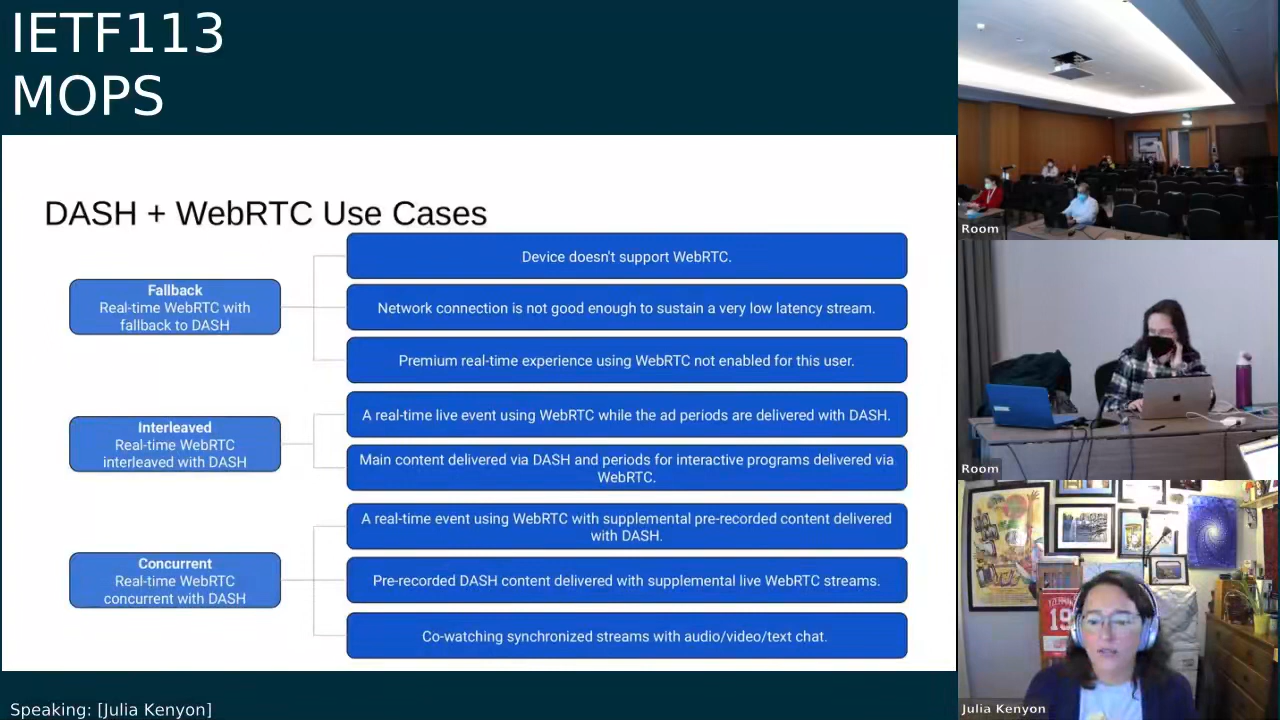 IETF113
MOPS
DASH + WebRTC Use Cases
Fallback
Real-time WebRTC with
fallback to DASH
Device doesn't support WebRTC.
Network connection is not good enough to sustain a very low latency stream.
Premium real-time experience using WebRTC not enabled for this user.
Interleaved
Real-time WebRTC
interleaved with DASH
A real-time live event using WebRTC while the ad periods are delivered with DASH.
Main content delivered via DASH and periods for interactive programs delivered via
WebRTC.
Concurrent
Real-time WebRTC
concurrent with DASH
A real-time event using WebRTC with supplemental pre-recorded content delivered
with DASH.
Pre-recorded DASH content delivered with supplemental live WebRTC streams.
Co-watching synchronized streams with audio/video/text chat.
Speaking: [Julia Kenyon]
Room
Room
19
Julia Kenyon